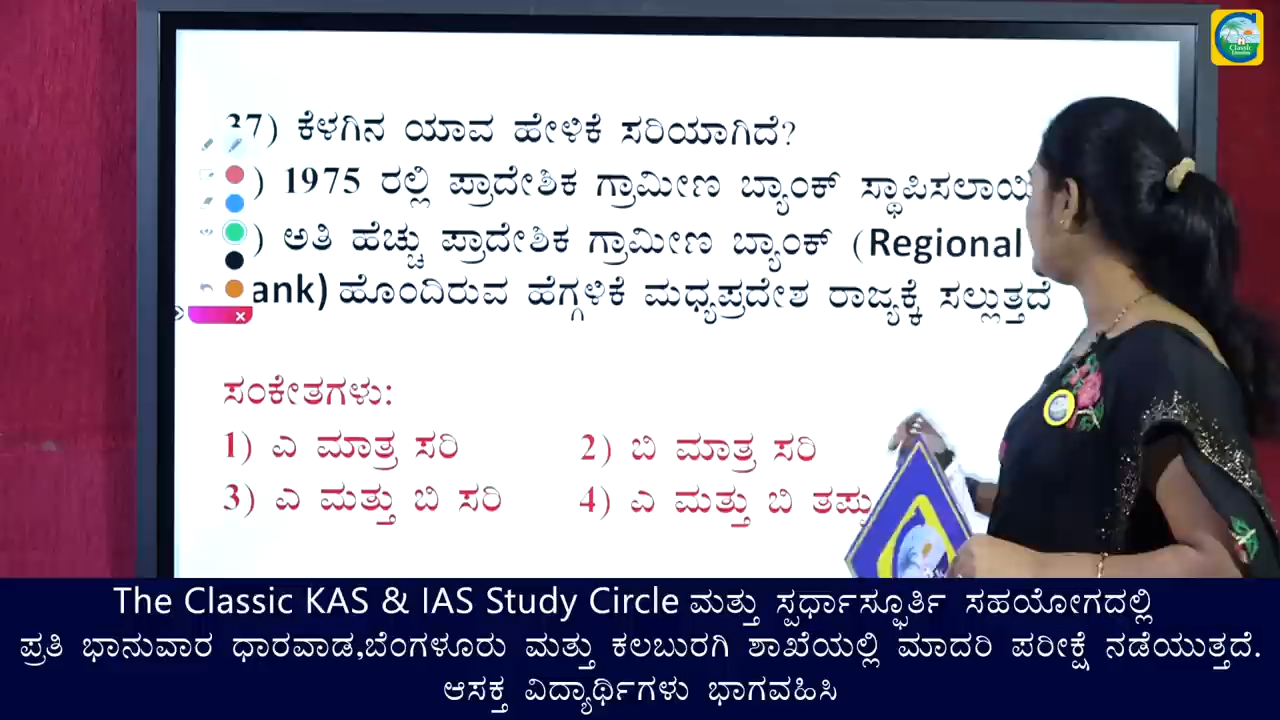 37) ಕೆಳಗಿನ ಯಾವ ಹೇಳಿಕೆ ಸರಿಯಾಗಿದೆ?
) 1975 ರಲ್ಲಿ ಪ್ರಾದೇಶಿಕ ಗ್ರಾಮೀಣ ಬ್ಯಾಂಕ್
) ಅತಿ ಹೆಚ್ಚು ಪ್ರಾದೇಶಿಕ ಗ್ರಾಮೀಣ ಬ್ಯಾಂಕ್ (Regional
ank) ಹೊಂದಿರುವ ಹೆಗ್ಗಳಿಕೆ ಮಧ್ಯಪ್ರದೇಶ ರಾಜ್ಯಕ್ಕೆ ಸಲ್ಲುತ್ತದೆ
ಸಂಕೇತಗಳು:
1) ಎ ಮಾತ್ರ ಸರಿ 2) ಬಿ ಮಾತ್ರ ಸರಿ
3) ಎ ಮತ್ತು ಬಿ ಸರಿ 4) ಎ ಮತ್ತು ಬಿ ತಪ್ಪು
Classic
The Classic KAS & IAS Study Circle ಮತ್ತು ಸ್ಪರ್ಧಾಸ್ಫೂರ್ತಿ ಸಹಯೋಗದಲ್ಲಿ
ಪ್ರತಿ ಭಾನುವಾರ ಧಾರವಾಡ,ಬೆಂಗಳೂರು ಮತ್ತು ಕಲಬುರಗಿ ಶಾಖೆಯಲ್ಲಿ ಮಾದರಿ ಪರೀಕ್ಷೆ ನಡೆಯುತ್ತದೆ.
ಆಸಕ್ತ ವಿದ್ಯಾರ್ಥಿಗಳು ಭಾಗವಹಿಸಿ